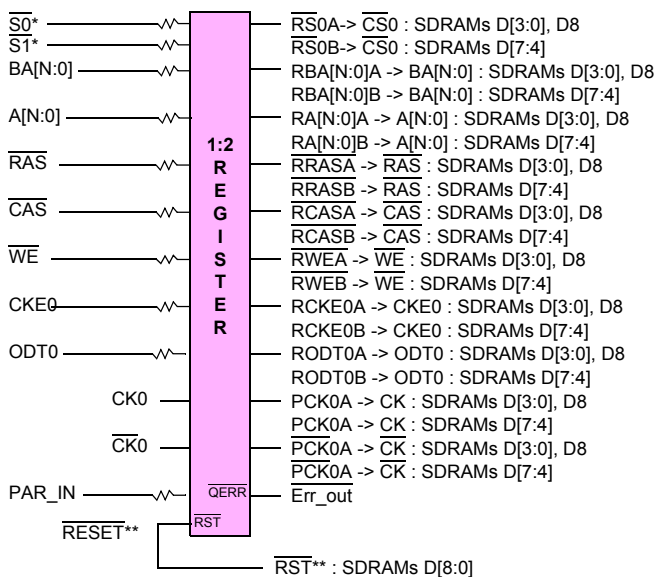 S0*
S1*
BA[N:0]
A[N:0]
RAS
CAS
WE
CKE0
ODT0
CK0
CK0
PAR_IN
RESET**
1:2
R
E
G
I
S
T
E
R
QERR
RST
RS0A-> CS0 : SDRAMs D[3:0], D8
RS0B-> CS0 : SDRAMs D[7:4]
RBA[N:0]A -> BA[N:0] : SDRAMs D[3:0], D8
RBA[N:0]B -> BA[N:0] : SDRAMs D[7:4]
RA[N:0]A -> A[N:0] : SDRAMs D[3:0], D8
RA[N:0]B -> A[N:0] : SDRAMs D[7:4]
RRASA -> RAS : SDRAMs D[3:0], D8
RRASB -> RAS : SDRAMs D[7:4]
RCASA -> CAS : SDRAMs D[3:0], D8
RCASB -> CAS : SDRAMs D[7:4]
RWEA -> WE : SDRAMs D[3:0], D8
RWEB -> WE : SDRAMs D[7:4]
RCKE0A -> CKE0 : SDRAMs D[3:0], D8
RCKE0B -> CKE0 : SDRAMs D[7:4]
RODT0A -> ODT0 : SDRAMs D[3:0], D8
RODT0B -> ODT0 : SDRAMs D[7:4]
PCK0A -> CK : SDRAMs D[3:0], D8
PCK0A -> CK : SDRAMs D[7:4]
PCK0A -> CK : SDRAMs D[3:0], D8
PCK0A -> CK : SDRAMs D[7:4]
Err_out
RST** : SDRAMs D[8:0]